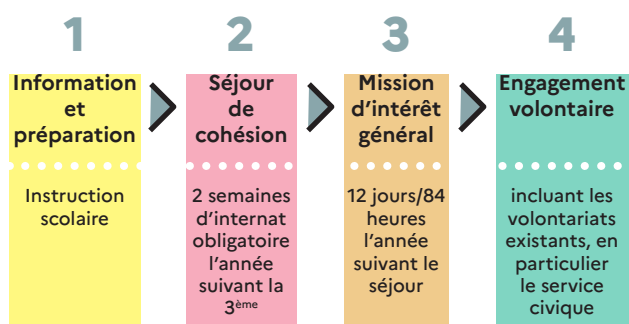 1
Information
et
préparation
Instruction
scolaire
2
Séjour
de
cohésion
2 semaines
d'internat
obligatoire
l'année
suivant la
3ème
3
Mission
d'intérêt
général
12 jours/84
heures
l'année
suivant le
séjour
4
Engagement
volontaire
incluant les
volontariats
existants, en
particulier
le service
civique